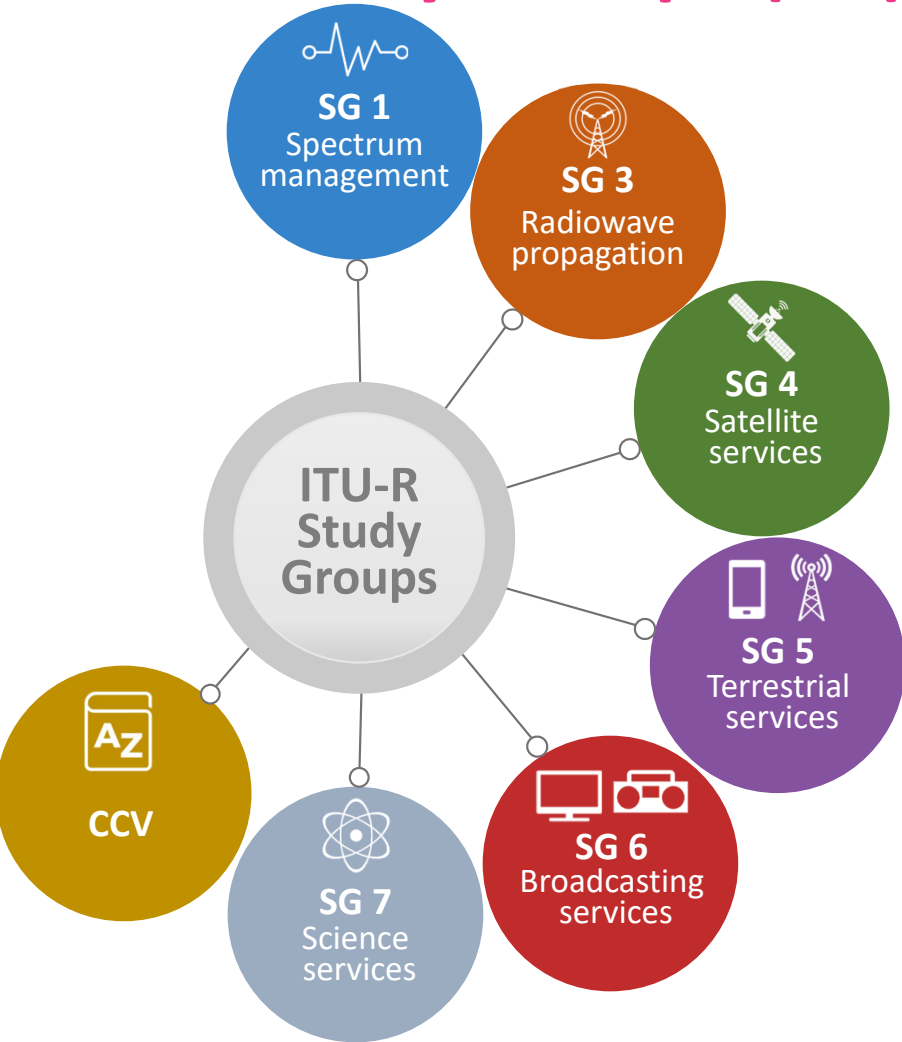 SG 1
Spectrum
management
SG 3
Radiowave
propagation
SG 4
Satellite
services
ITU-R
Study
Groups
SG 5
Terrestrial
services
AZ
CCV
SG 6
Broadcasting
services
SG 7
Science
services